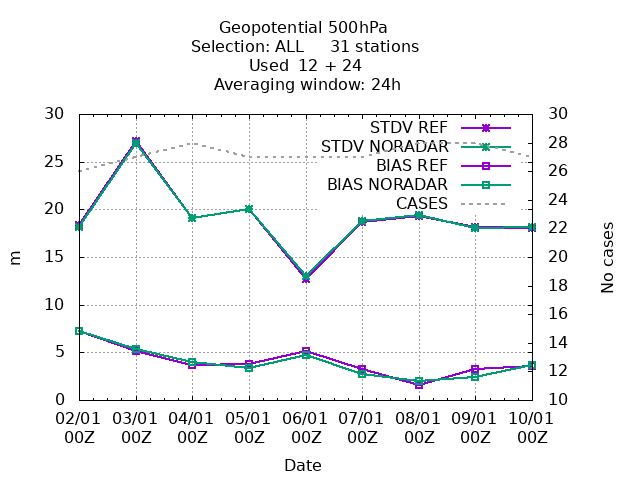 Geopotential 500hPa
Selection: ALL 31 stations
Used 12 + 24
Averaging window: 24h
30 30
STDV REF
28
STDV NORADAR
25 26
BIAS REF
BIAS NORADAR
24
CASES
20 22
m
No cases
15 20
18
10 16
14
5
12
0 10
02/01 03/01 04/01 05/01 06/01 07/01 08/01 09/01 10/01
00Z 00Z 00Z 00Z 00Z 00Z 00Z 00Z 00Z
Date